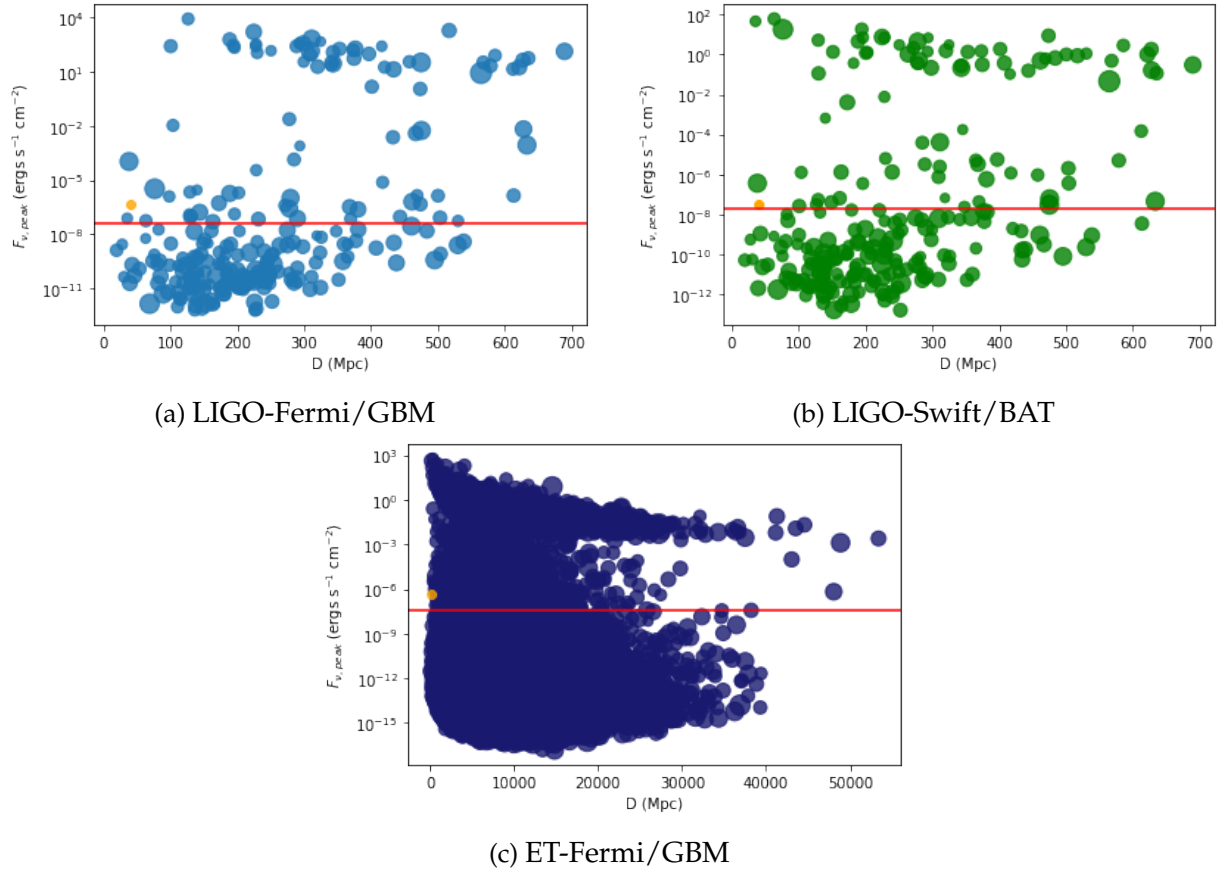 10^4
10^1
10^-2
10^-5
10^-8
10^-11
F_{ν,peak} (ergs s^-1 cm^-2)
0 100 200 300 400 500 600 700
D (Mpc)
(a) LIGO-Fermi/GBM
10^2
10^0
10^-2
10^-4
10^-6
10^-8
10^-10
10^-12
F_{ν,peak} (ergs s^-1 cm^-2)
0 100 200 300 400 500 600 700
D (Mpc)
(b) LIGO-Swift/BAT
10^3
10^0
10^-3
10^-6
10^-9
10^-12
10^-15
F_{ν,peak} (ergs s^-1 cm^-2)
0 10000 20000 30000 40000 50000
D (Mpc)
(c) ET-Fermi/GBM